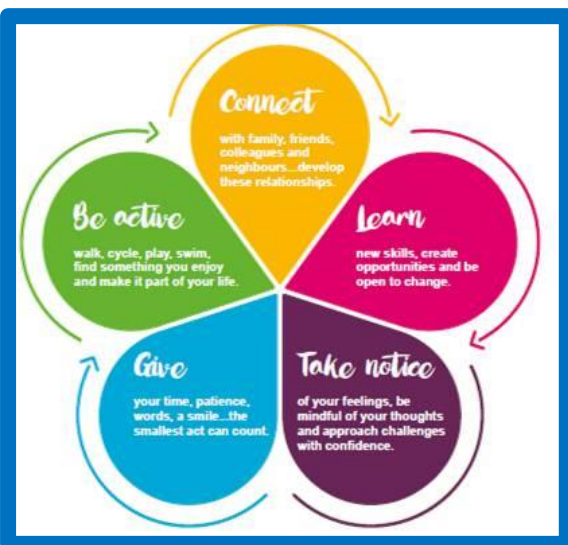 Connect
with family, friends,
colleagues and
neighbours...develop
these relationships.
Learn
new skills, create
opportunities and be
open to change.
Take notice
of your feelings, be
mindful of your thoughts
and approach challenges
with confidence.
Give
your time, patience,
words, a smile...the
smallest act can count.
Be active
walk, cycle, play, swim,
find something you enjoy
and make it part of your life.